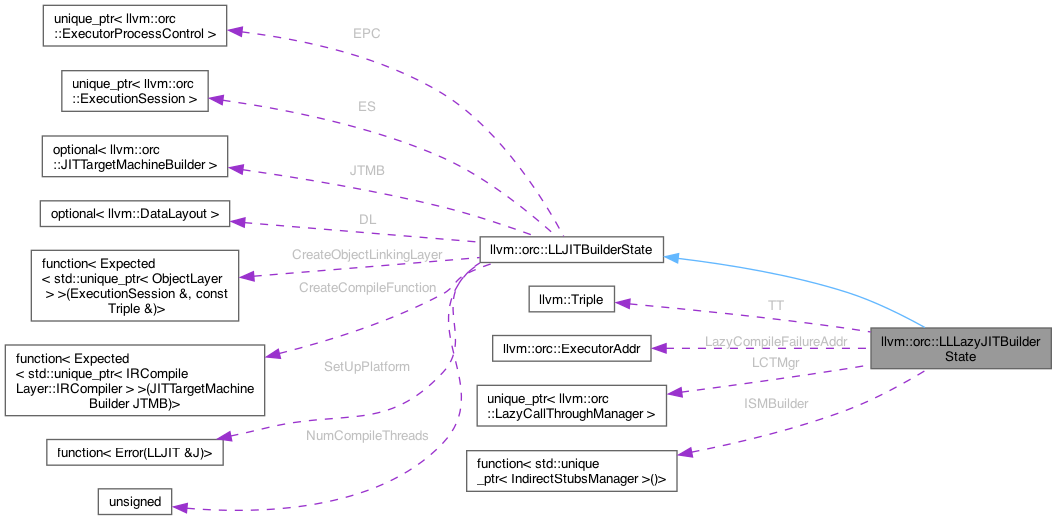 unique_ptr< llvm::orc
::ExecutorProcessControl >
EPC
unique_ptr< llvm::orc
::ExecutionSession >
ES
optional< llvm::orc
::JITTargetMachineBuilder >
JTMB
optional< llvm::DataLayout >
DL
llvm::orc::LLJITBuilderState
function< Expected
< std::unique_ptr< ObjectLayer
> >(ExecutionSession &, const
Triple &)>
CreateObjectLinkingLayer
CreateCompileFunction
llvm::Triple
TT
llvm::orc::ExecutorAddr
LazyCompileFailureAddr
llvm::orc::LLLazyJITBuilder
State
function< Expected
< std::unique_ptr< IRCompile
Layer::IRCompiler > >(JITTargetMachine
Builder JTMB)>
SetUpPlatform
LCTMgr
unique_ptr< llvm::orc
::LazyCallThroughManager >
ISMBuilder
function< Error(LLJIT &J)>
NumCompileThreads
function< std::unique
_ptr< IndirectStubsManager >()>
unsigned